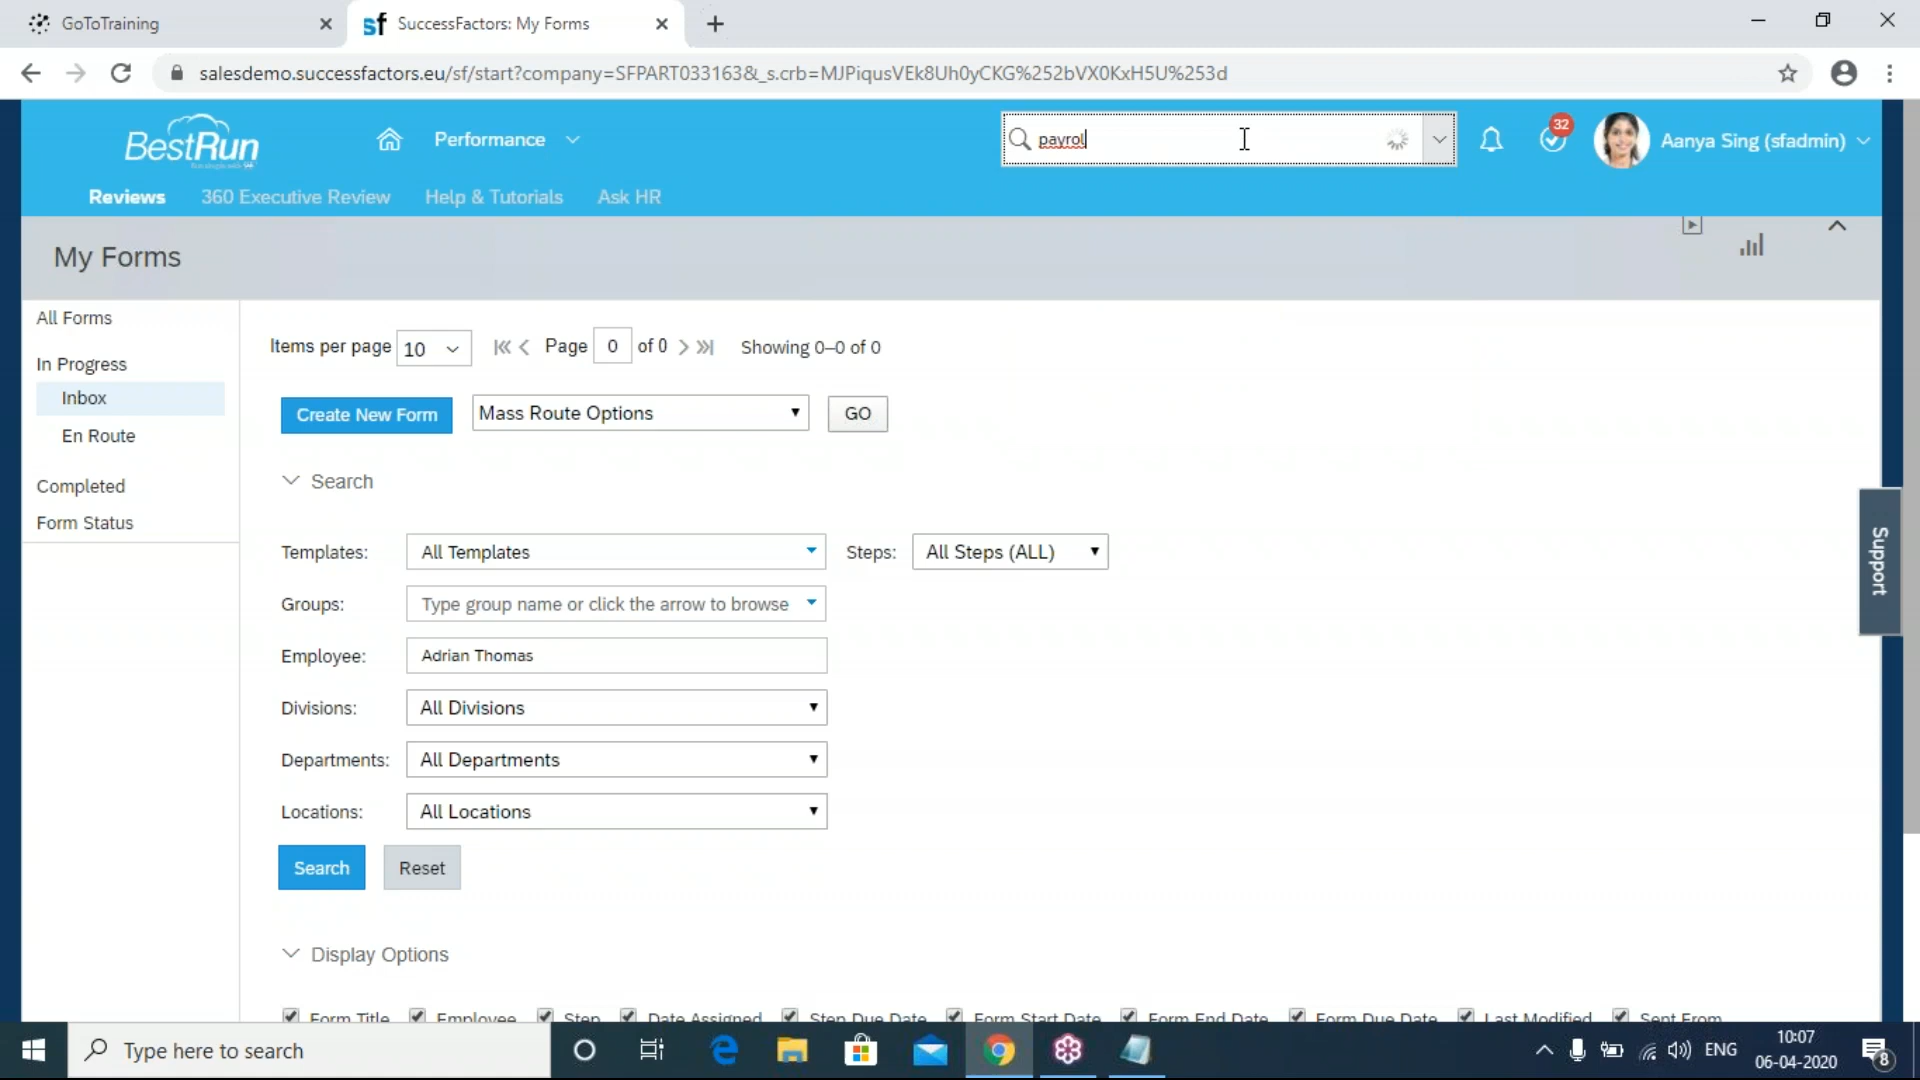 GoToTraining
sf SuccessFactors: My Forms
salesdemo.successfactors.eu/sf/start?company=SFPART033163&_s.crb=MJPiqusVEk8Uh0yCKG%252bVX0KxH5U%253d
BestRun
Performance
payrol
32
Aanya Sing (sfadmin)
Reviews 360 Executive Review Help & Tutorials Ask HR
My Forms
All Forms
In Progress
Inbox
En Route
Completed
Form Status
Items per page 10 Page 0 of 0 Showing 0–0 of 0
Create New Form Mass Route Options GO
Search
Templates: All Templates Steps: All Steps (ALL)
Groups: Type group name or click the arrow to browse
Employee: Adrian Thomas
Divisions: All Divisions
Departments: All Departments
Locations: All Locations
Search Reset
Support
Display Options
Form Title Employee Step Date Assigned Step Due Date Form Start Date Form End Date Form Due Date Last Modified Sent From
Type here to search
ENG
10:07
06-04-2020
8